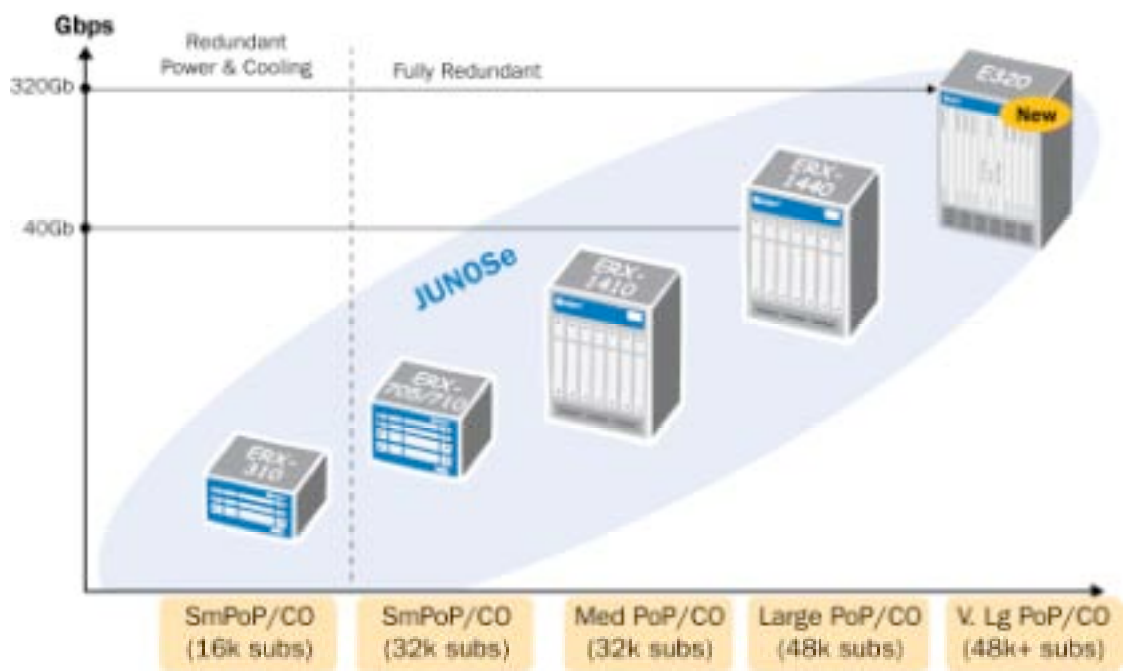 Gbps
Redundant
Power & Cooling
Fully Redundant
320Gb
E320
New
ERX-
1440
40Gb
JUNOSe
ERX-
1410
ERX-
705/710
ERX-
310
SmPoP/CO
(16k subs)
SmPoP/CO
(32k subs)
Med PoP/CO
(32k subs)
Large PoP/CO
(48k subs)
V. Lg PoP/CO
(48k+ subs)